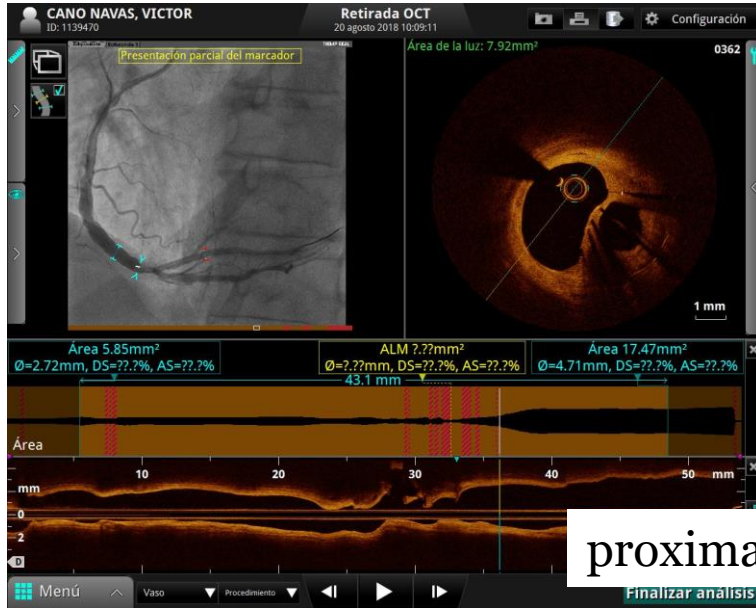 CANO NAVAS, VICTOR
ID: 1139470
Retirada OCT
20 agosto 2018 10:09:11
Configuración
Presentación parcial del marcador
Área de la luz: 7.92mm²
0362
1 mm
Área 5.85mm²
Ø=2.72mm, DS=??.?%, AS=??.?%
ALM ?.??mm²
Ø=?.??mm, DS=??.?%, AS=??.?%
Área 17.47mm²
Ø=4.71mm, DS=??.?%, AS=??.?%
43.1 mm
Área
10 20 30 40 50 mm
mm
0
2
D
proxima
Menú
Vaso
Procedimiento
Finalizar análisis